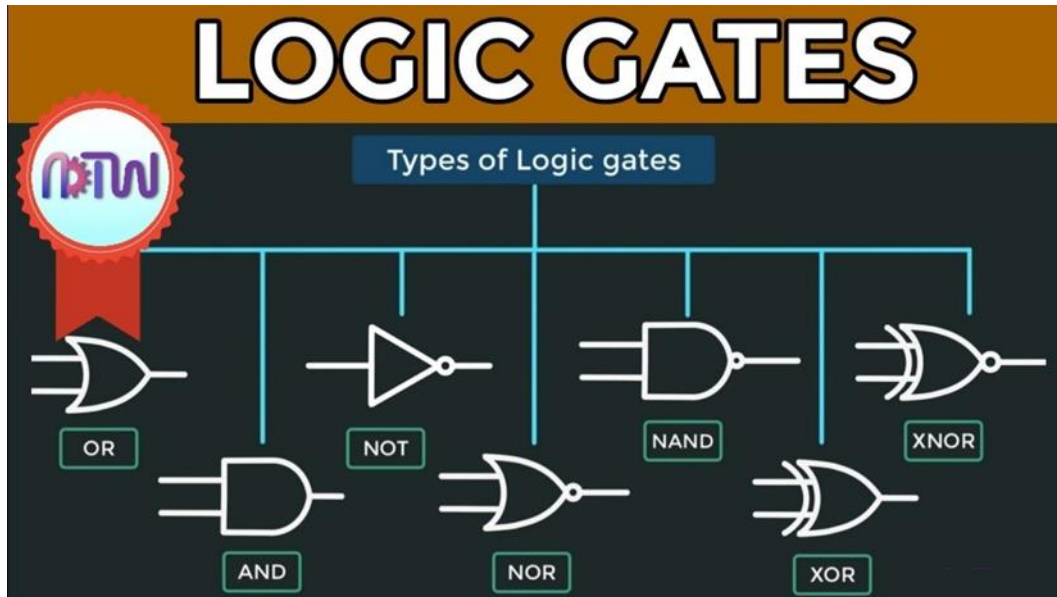 LOGIC GATES
Types of Logic gates
OR
NOT
NAND
XNOR
AND
NOR
XOR